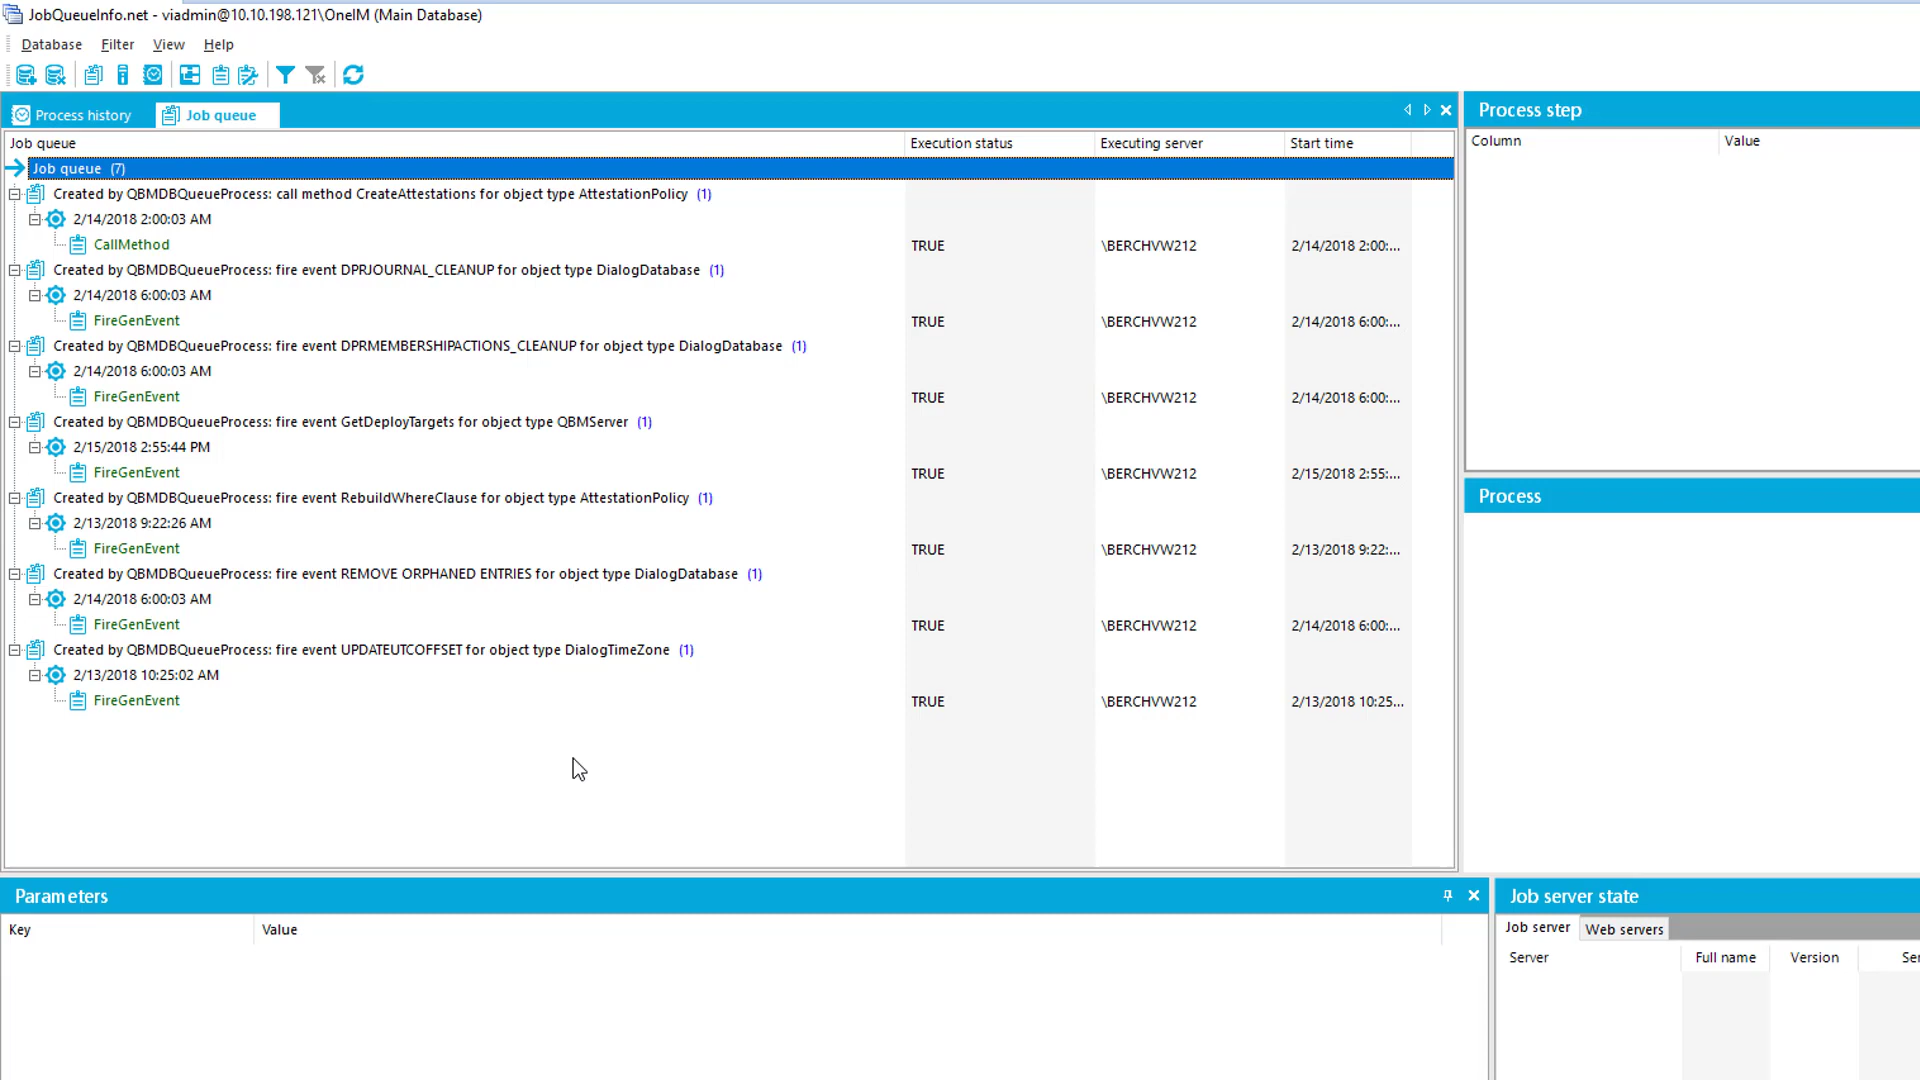 JobQueueInfo.net - viadmin@10.10.198.121\OneIM (Main Database)
Database Filter View Help
Process history Job queue
Job queue Execution status Executing server Start time
Job queue (7)
Created by QBMDBQueueProcess: call method CreateAttestations for object type AttestationPolicy (1)
2/14/2018 2:00:03 AM
CallMethod TRUE \BERCHVW212 2/14/2018 2:00:...
Created by QBMDBQueueProcess: fire event DPRJOURNAL_CLEANUP for object type DialogDatabase (1)
2/14/2018 6:00:03 AM
FireGenEvent TRUE \BERCHVW212 2/14/2018 6:00:...
Created by QBMDBQueueProcess: fire event DPRMEMBERSHIPACTIONS_CLEANUP for object type DialogDatabase (1)
2/14/2018 6:00:03 AM
FireGenEvent TRUE \BERCHVW212 2/14/2018 6:00:...
Created by QBMDBQueueProcess: fire event GetDeployTargets for object type QBMServer (1)
2/15/2018 2:55:44 PM
FireGenEvent TRUE \BERCHVW212 2/15/2018 2:55:...
Created by QBMDBQueueProcess: fire event RebuildWhereClause for object type AttestationPolicy (1)
2/13/2018 9:22:26 AM
FireGenEvent TRUE \BERCHVW212 2/13/2018 9:22:...
Created by QBMDBQueueProcess: fire event REMOVE ORPHANED ENTRIES for object type DialogDatabase (1)
2/14/2018 6:00:03 AM
FireGenEvent TRUE \BERCHVW212 2/14/2018 6:00:...
Created by QBMDBQueueProcess: fire event UPDATEUTCOFFSET for object type DialogTimeZone (1)
2/13/2018 10:25:02 AM
FireGenEvent TRUE \BERCHVW212 2/13/2018 10:25...
Process step
Column Value
Process
Parameters
Key Value
Job server state
Job server Web servers
Server Full name Version